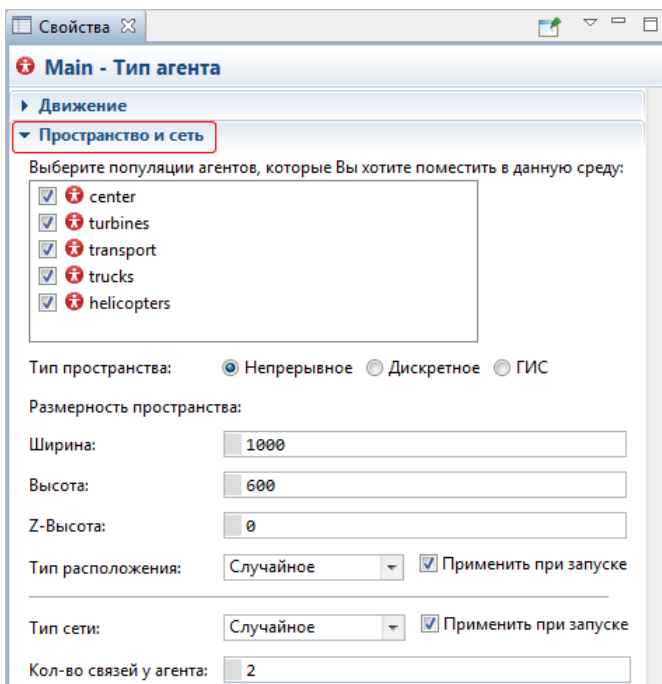 Свойства
Main - Тип агента
Движение
Пространство и сеть
Выберите популяции агентов, которые Вы хотите поместить в данную среду:
center
turbines
transport
trucks
helicopters
Тип пространства: Непрерывное Дискретное ГИС
Размерность пространства:
Ширина: 1000
Высота: 600
Z-Высота: 0
Тип расположения: Случайное Применить при запуске
Тип сети: Случайное Применить при запуске
Кол-во связей у агента: 2